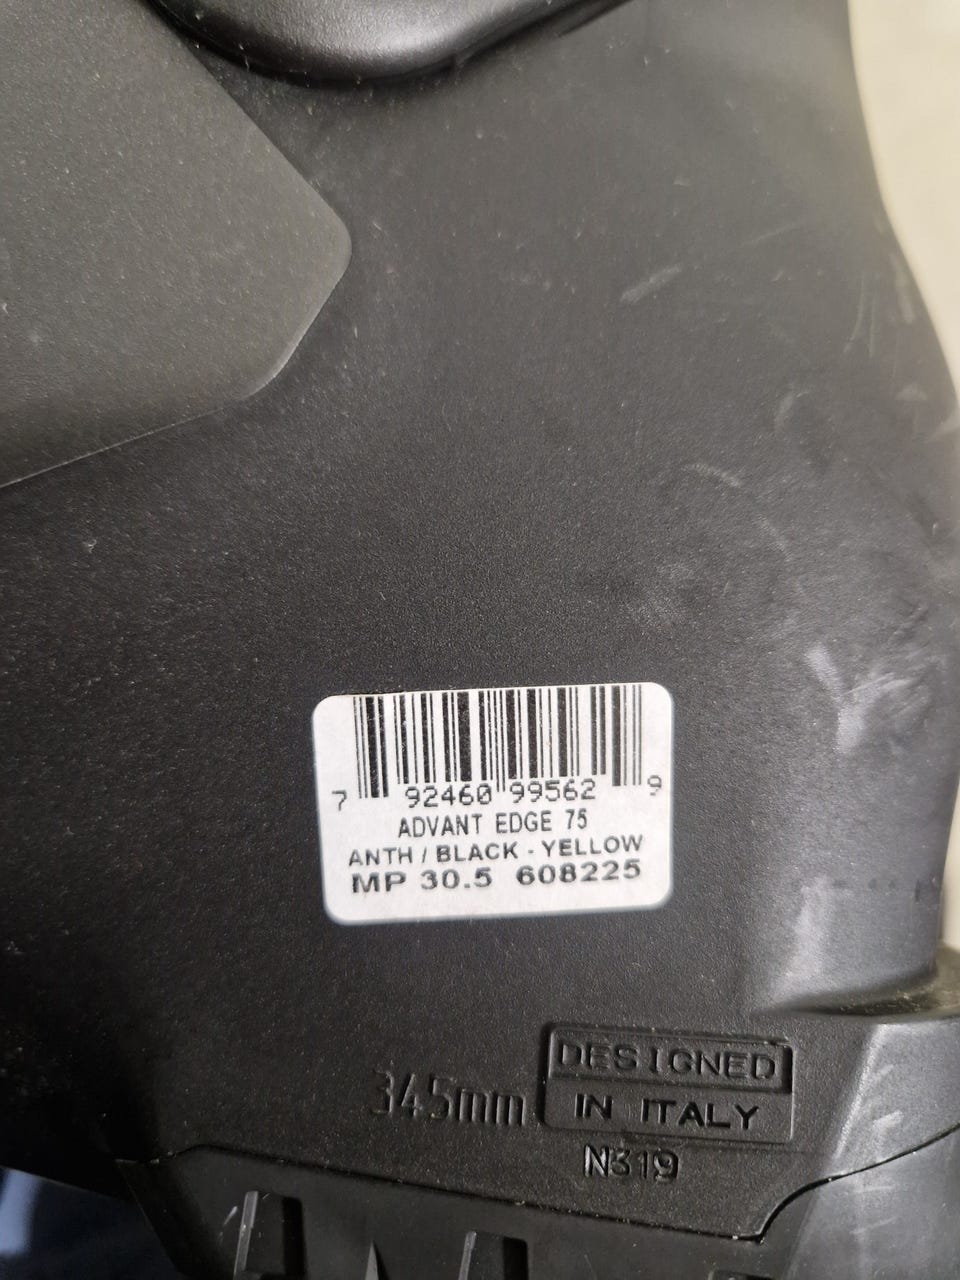 7 92460 99562 9
ADVANT EDGE 75
ANTH / BLACK - YELLOW
MP 30.5 608225
345mm
DESIGNED
IN ITALY
N319